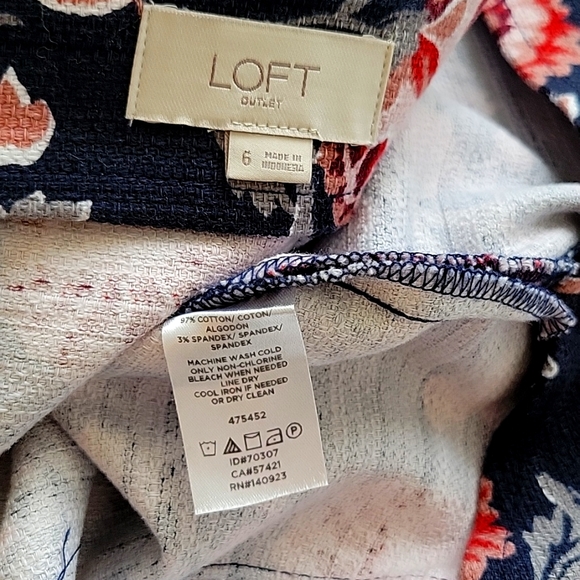 LOFT
OUTLET
6 MADE IN
INDONESIA
97% COTTON/ COTON/
ALGODÓN
3% SPANDEX/ SPANDEX/
SPANDEX
MACHINE WASH COLD
ONLY NON-CHLORINE
BLEACH WHEN NEEDED
LINE DRY
COOL IRON IF NEEDED
OR DRY CLEAN
475452
P
ID#70307
CA#57421
RN#140923